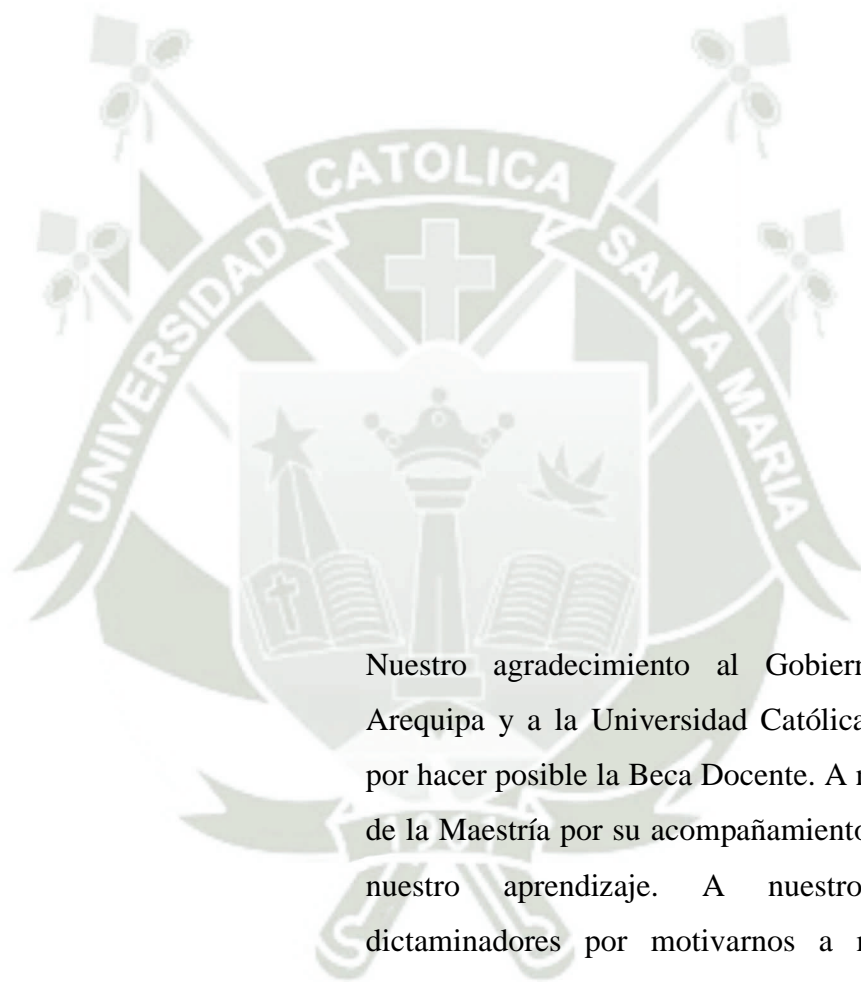 CATOLICA
UNIVERSIDAD
SANTA MARIA
Nuestro agradecimiento al
Arequipa y a la Universidad Católica
por hacer posible la Beca Docente. A
de la Maestría por su acompañamiento
nuestro aprendizaje. A nuestro
dictaminadores por motivarnos a